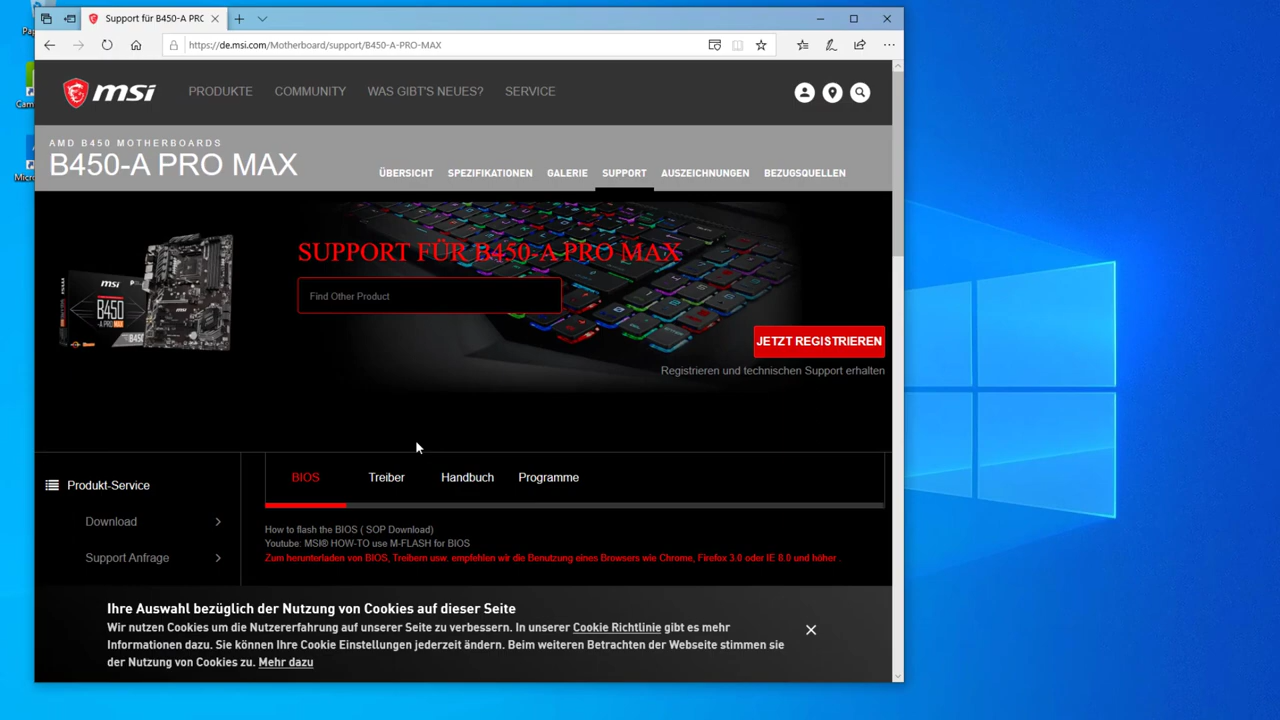 Support für B450-A PRO
https://de.msi.com/Motherboard/support/B450-A-PRO-MAX
msi
PRODUKTE COMMUNITY WAS GIBT'S NEUES? SERVICE
AMD B450 MOTHERBOARDS
B450-A PRO MAX
ÜBERSICHT SPEZIFIKATIONEN GALERIE SUPPORT AUSZEICHNUNGEN BEZUGSQUELLEN
SUPPORT FÜR B450-A PRO MAX
Find Other Product
msi
B450
-A PRO MAX
JETZT REGISTRIEREN
Registrieren und technischen Support erhalten
Produkt-Service
Download
Support Anfrage
BIOS Treiber Handbuch Programme
How to flash the BIOS ( SOP Download)
Youtube: MSI® HOW-TO use M-FLASH for BIOS
Zum herunterladen von BIOS, Treibern usw. empfehlen wir die Benutzung eines Browsers wie Chrome, Firefox 3.0 oder IE 8.0 und höher .
Ihre Auswahl bezüglich der Nutzung von Cookies auf dieser Seite
Wir nutzen Cookies um die Nutzererfahrung auf unserer Seite zu verbessern. In unserer Cookie Richtlinie gibt es mehr
Informationen dazu. Sie können Ihre Cookie Einstellungen jederzeit ändern. Beim weiteren Betrachten der Webseite stimmen sie
der Nutzung von Cookies zu. Mehr dazu